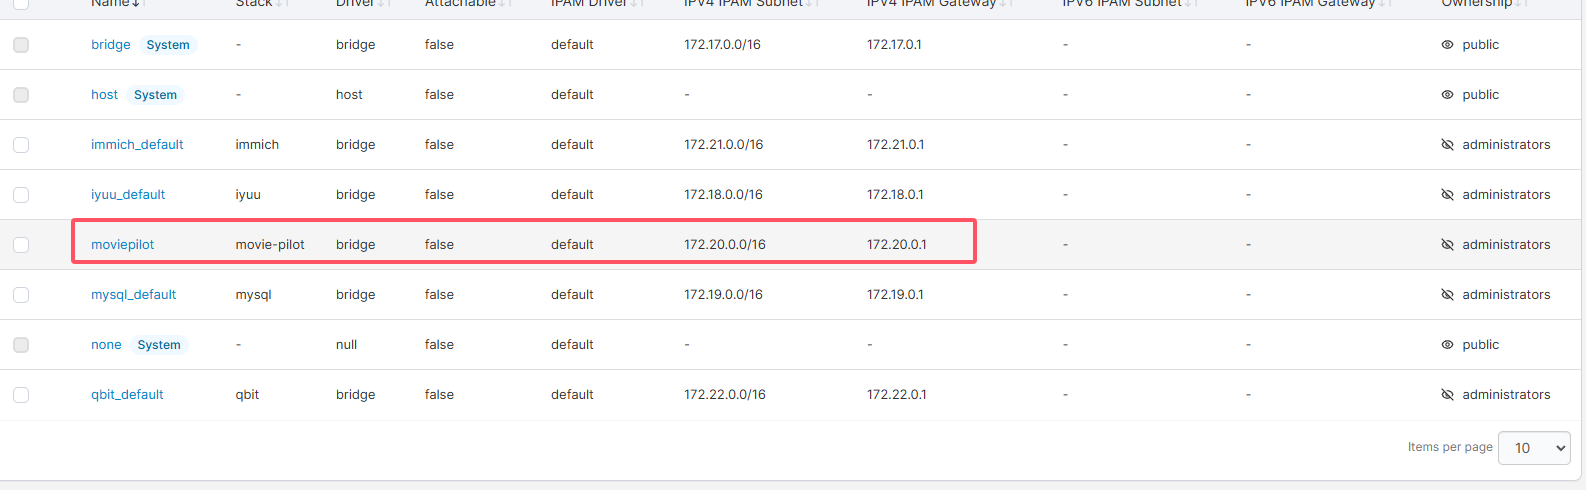 Name Stack Driver Attachable IPAM Driver IPV4 IPAM Subnet IPV4 IPAM Gateway IPV6 IPAM Subnet IPV6 IPAM Gateway Ownership
bridge System - bridge false default 172.17.0.0/16 172.17.0.1 - - public
host System - host false default - - - - public
immich_default immich bridge false default 172.21.0.0/16 172.21.0.1 - - administrators
iyuu_default iyuu bridge false default 172.18.0.0/16 172.18.0.1 - - administrators
moviepilot movie-pilot bridge false default 172.20.0.0/16 172.20.0.1 - - administrators
mysql_default mysql bridge false default 172.19.0.0/16 172.19.0.1 - - administrators
none System - null false default - - - - public
qbit_default qbit bridge false default 172.22.0.0/16 172.22.0.1 - - administrators
Items per page 10